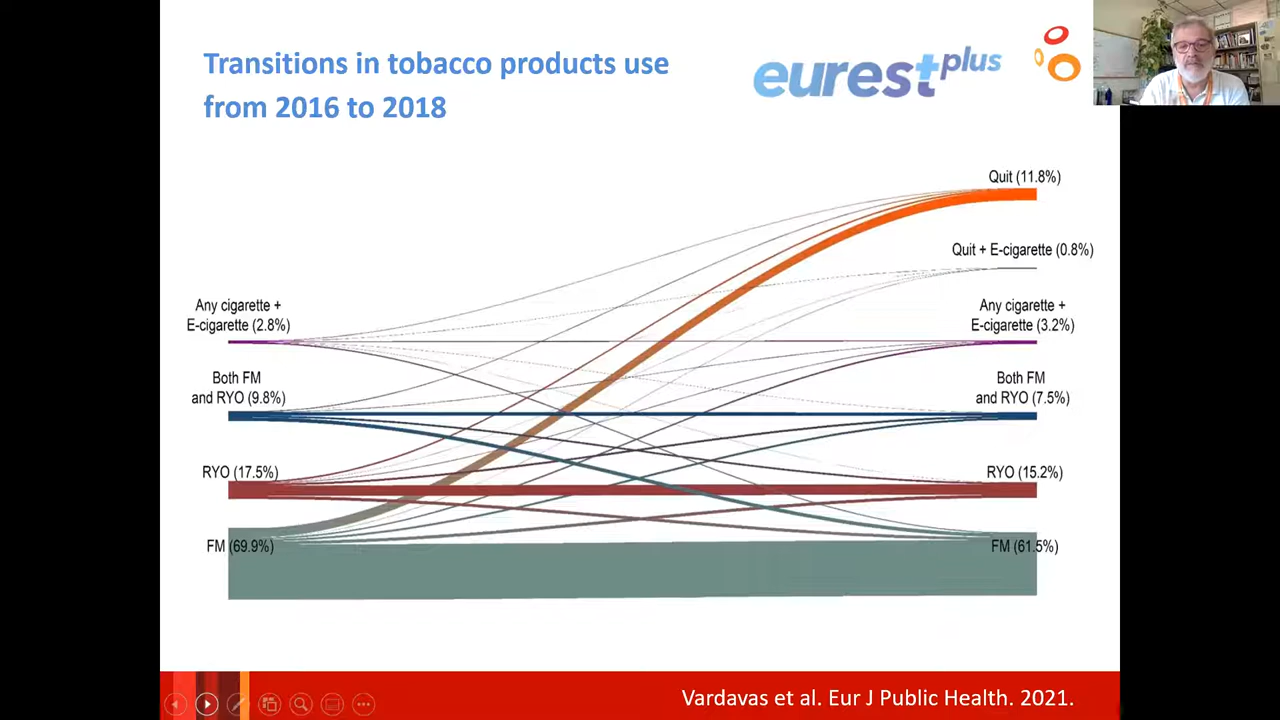 Transitions in tobacco products use
from 2016 to 2018
eurest plus
Quit (11.8%)
Quit + E-cigarette (0.8%)
Any cigarette +
E-cigarette (2.8%)
Any cigarette +
E-cigarette (3.2%)
Both FM
and RYO (9.8%)
Both FM
and RYO (7.5%)
RYO (17.5%)
RYO (15.2%)
FM (69.9%)
FM (61.5%)
Vardavas et al. Eur J Public Health. 2021.